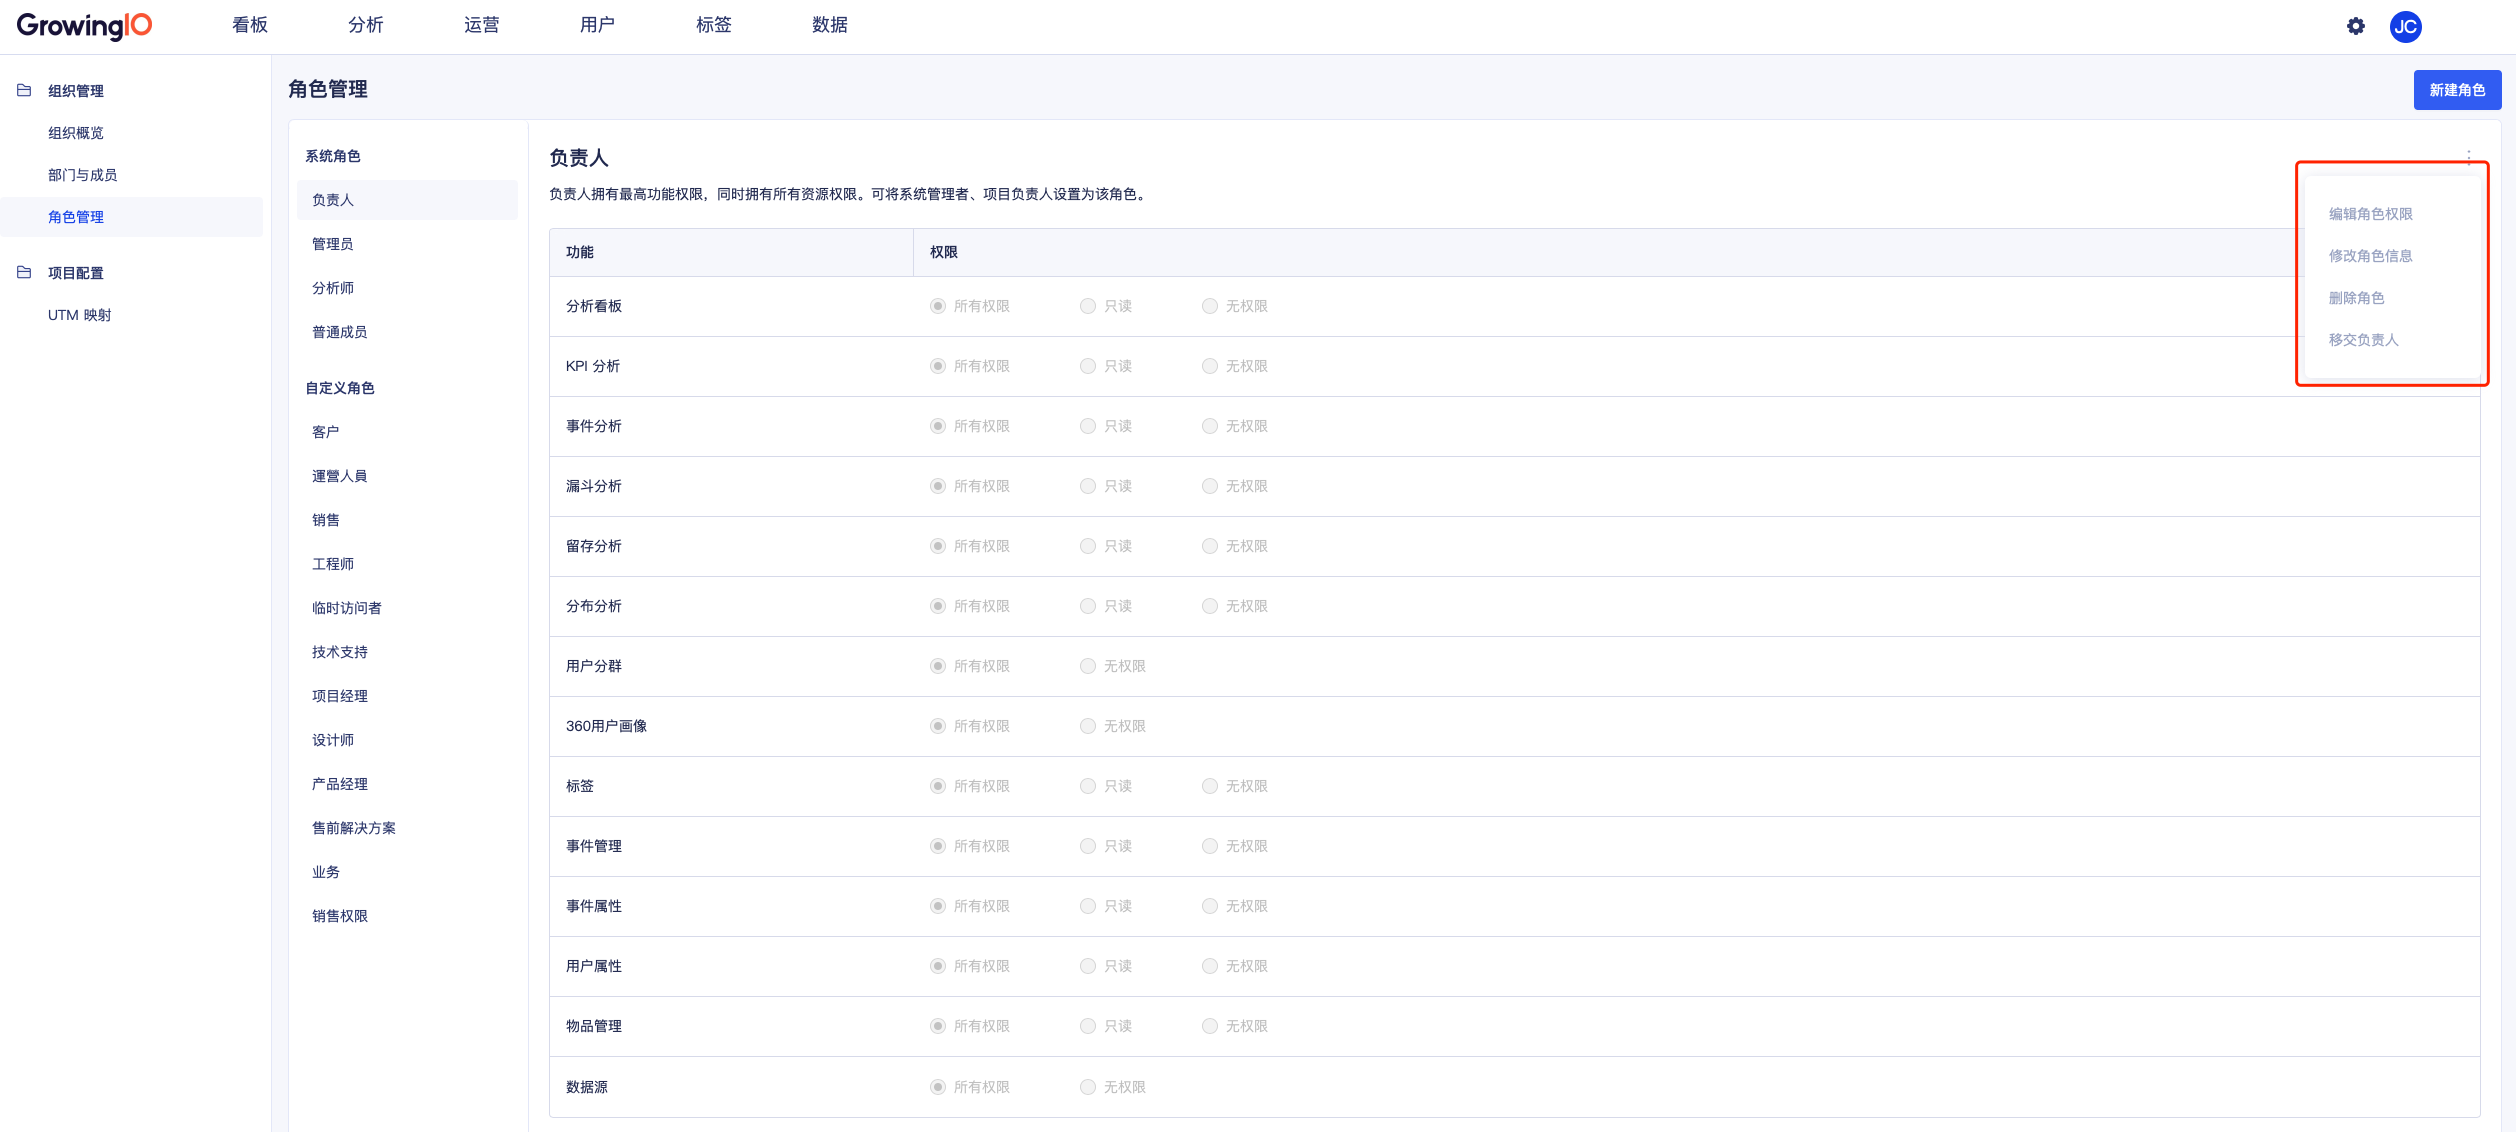 GrowingIO 看板 分析 运营 用户 标签 数据 JC
组织管理
组织概览
部门与成员
角色管理
项目配置
UTM 映射
角色管理 新建角色
系统角色
负责人
管理员
分析师
普通成员
自定义角色
客户
運營人員
销售
工程师
临时访问者
技术支持
项目经理
设计师
产品经理
售前解决方案
业务
销售权限
负责人
负责人拥有最高功能权限，同时拥有所有资源权限。可将系统管理者、项目负责人设置为该角色。
编辑角色权限
修改角色信息
删除角色
移交负责人
功能 权限
分析看板 所有权限 只读 无权限
KPI 分析 所有权限 只读 无权限
事件分析 所有权限 只读 无权限
漏斗分析 所有权限 只读 无权限
留存分析 所有权限 只读 无权限
分布分析 所有权限 只读 无权限
用户分群 所有权限 无权限
360用户画像 所有权限 无权限
标签 所有权限 只读 无权限
事件管理 所有权限 只读 无权限
事件属性 所有权限 只读 无权限
用户属性 所有权限 只读 无权限
物品管理 所有权限 只读 无权限
数据源 所有权限 无权限